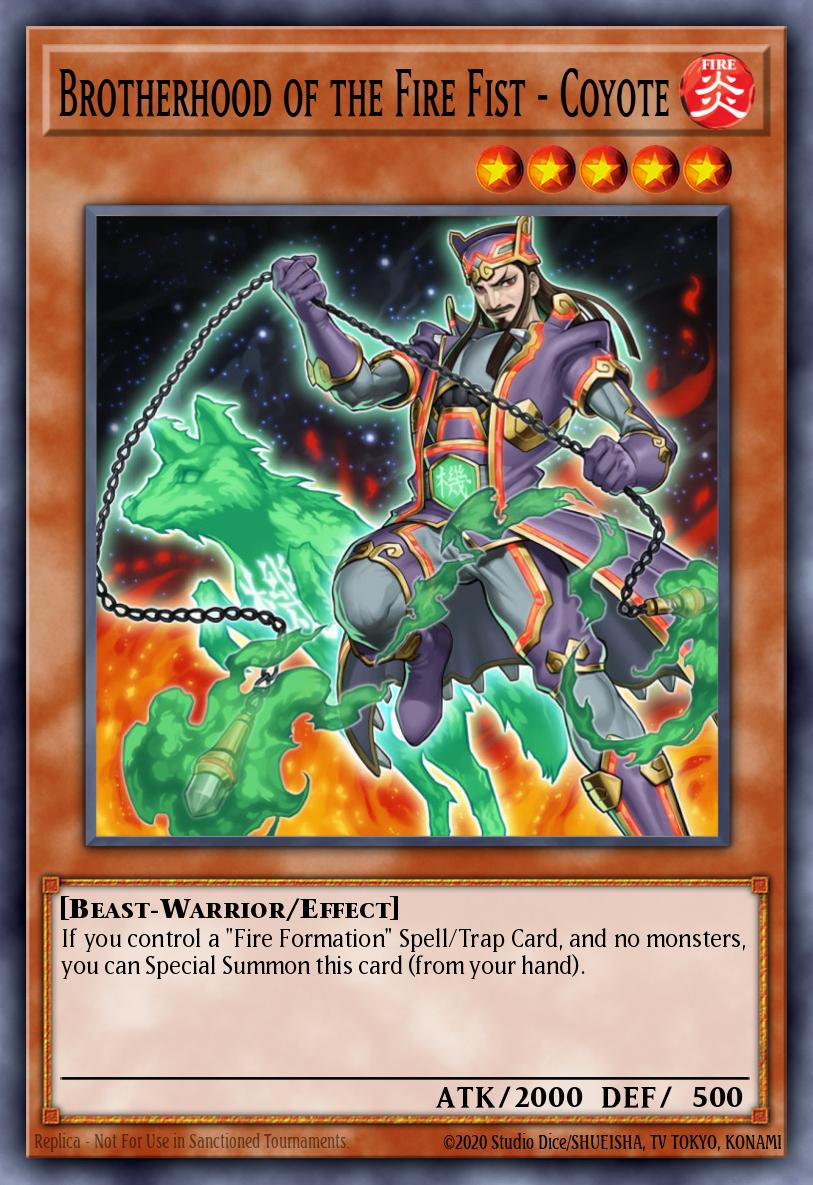 Brotherhood of the Fire Fist - Coyote
FIRE
炎
機
[Beast-Warrior/Effect]
If you control a "Fire Formation" Spell/Trap Card, and no monsters,
you can Special Summon this card (from your hand).
ATK/2000 DEF/ 500
Replica - Not For Use in Sanctioned Tournaments.
©2020 Studio Dice/SHUEISHA, TV TOKYO, KONAMI